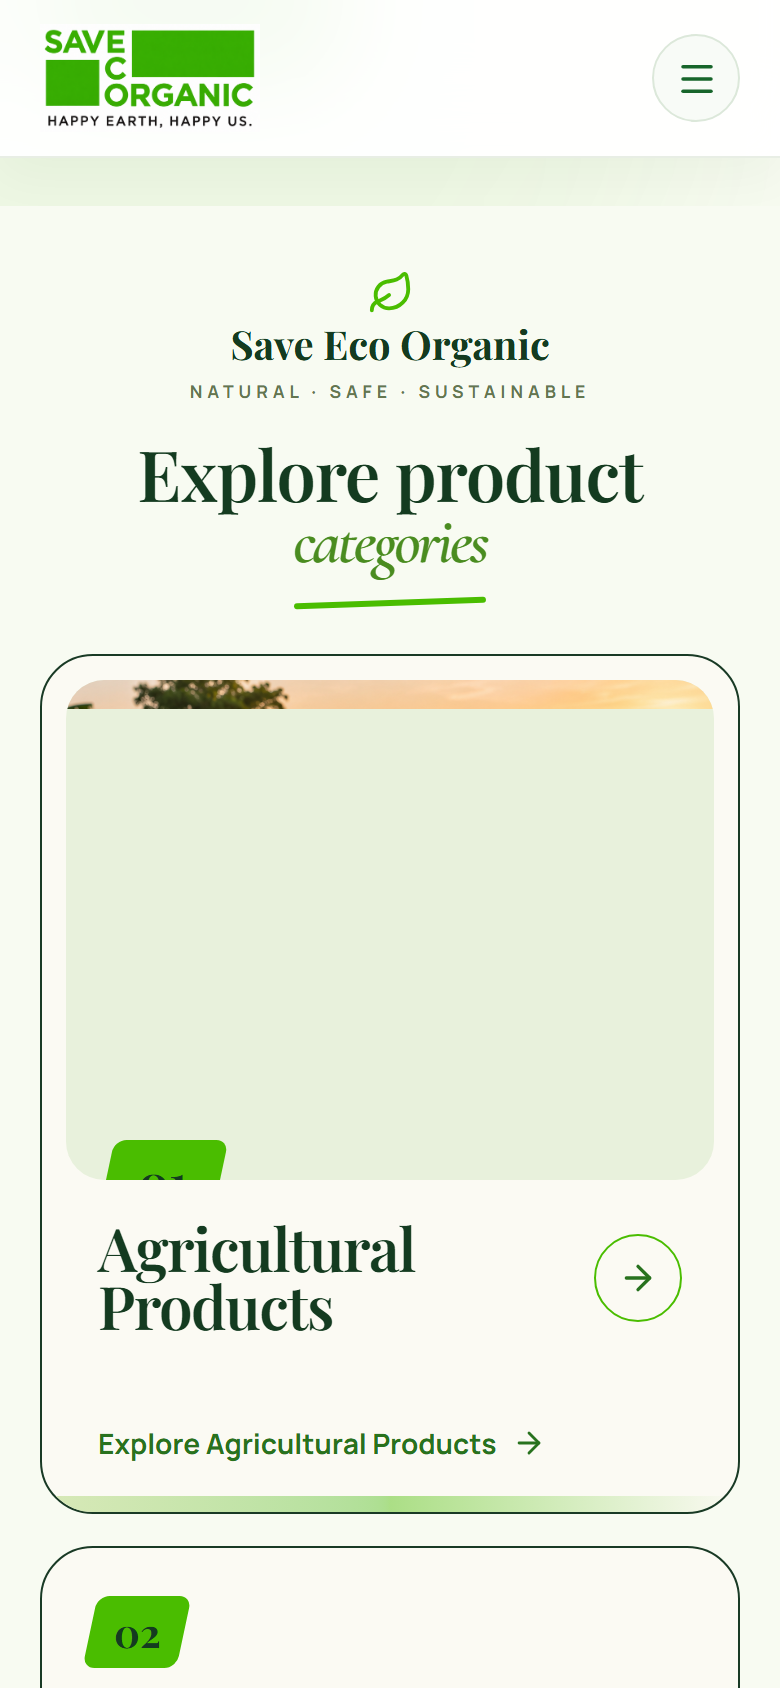 SAVE
C
ORGANIC
HAPPY EARTH, HAPPY US.
Save Eco Organic
NATURAL · SAFE · SUSTAINABLE
Explore product
categories
Agricultural
Products
Explore Agricultural Products
02